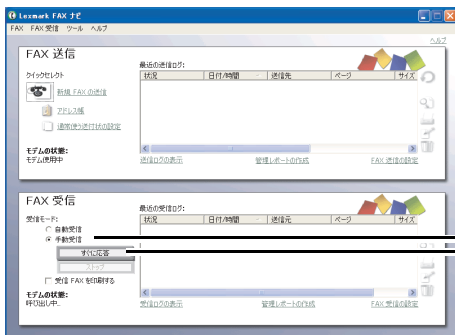 Lexmark FAX ナビ
FAX FAX 受信 ツール ヘルプ
ヘルプ
FAX 送信
クイックセレクト
新規 FAX の送信
アドレス帳
通常使う送付状の設定
モデムの状態:
モデム使用中
最近の送信ログ:
状況 日付/時間 送信先 ページ サイズ
送信ログの表示 管理レポートの作成 FAX 送信の設定
FAX 受信
受信モード:
自動受信
手動受信
すぐに応答
ストップ
受信 FAX を印刷する
モデムの状態:
呼び出し中..
最近の受信ログ:
状況 日付/時間 送信元 ページ サイズ
受信ログの表示 管理レポートの作成 FAX 受信の設定